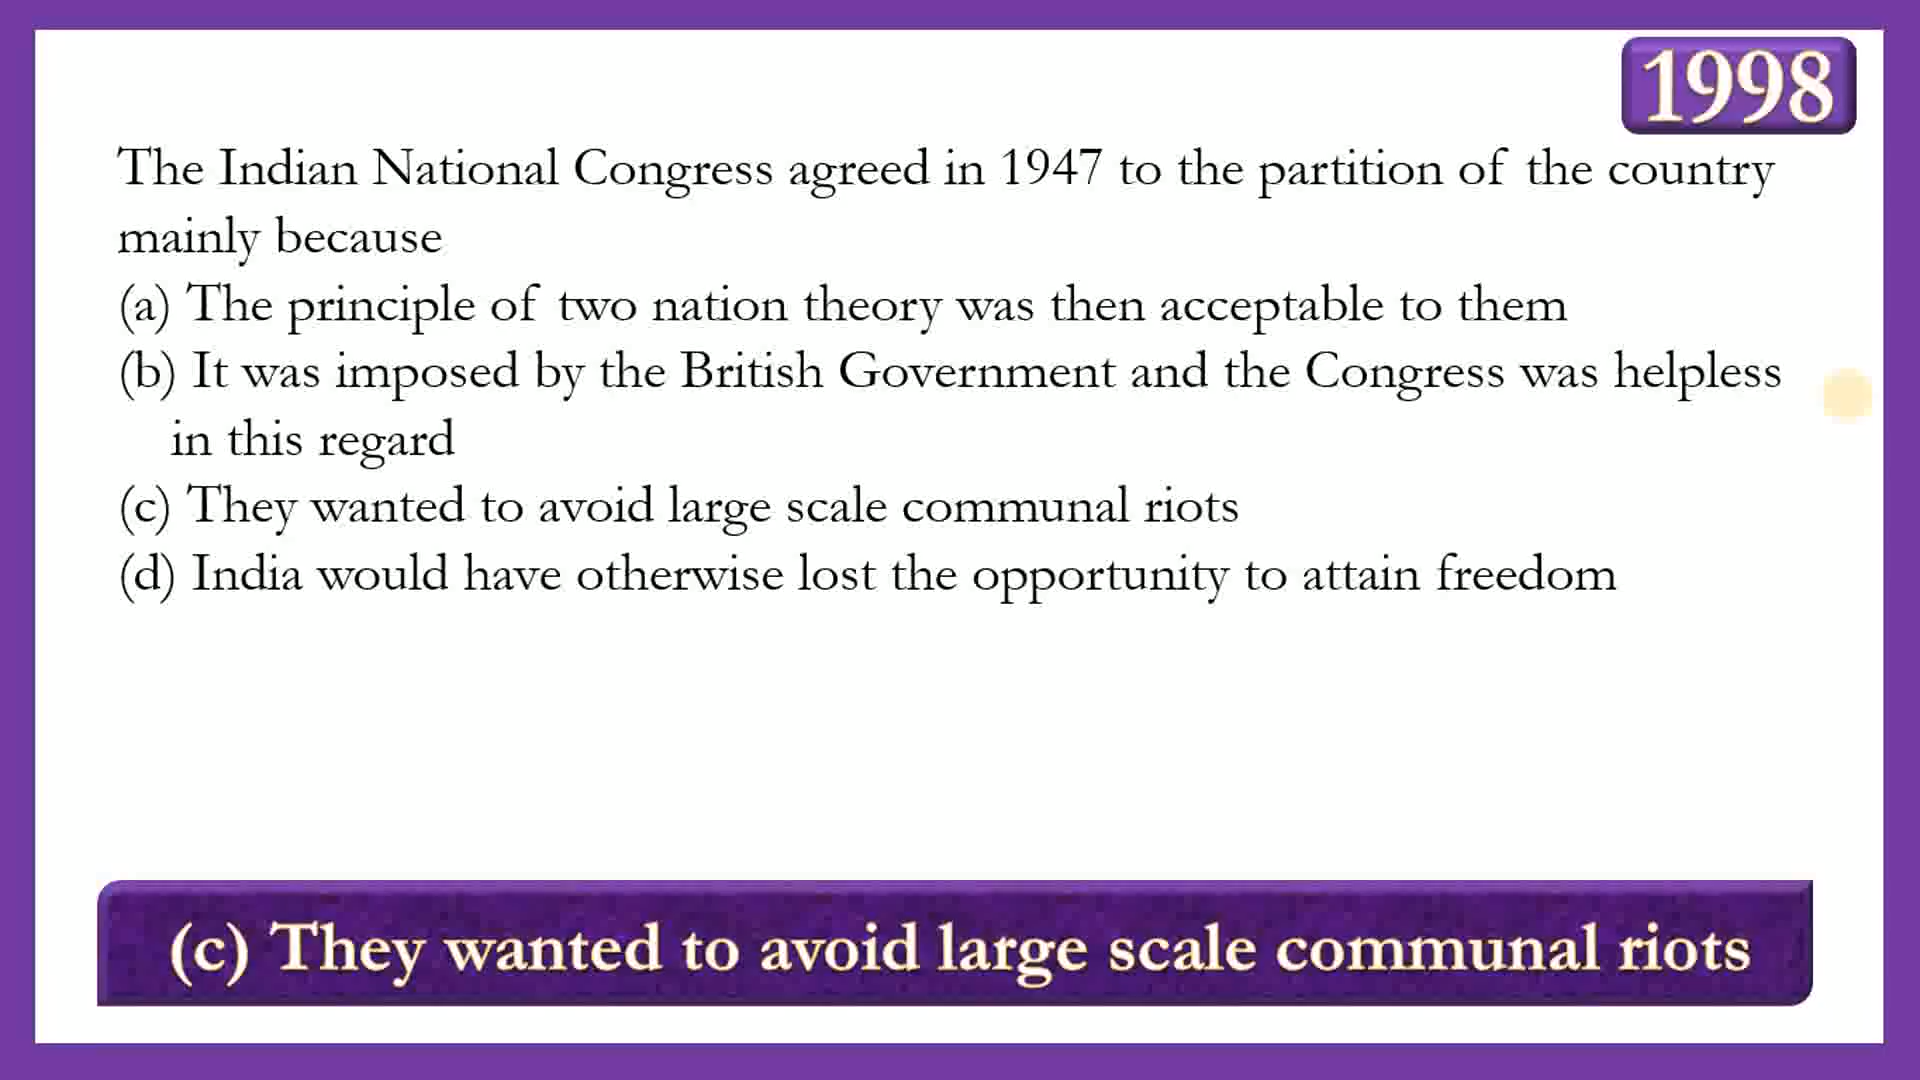 1998
The Indian National Congress agreed in 1947 to the partition of the country
mainly because
(a) The principle of two nation theory was then acceptable to them
(b) It was imposed by the British Government and the Congress was helpless
in this regard
(c) They wanted to avoid large scale communal riots
(d) India would have otherwise lost the opportunity to attain freedom
(c) They wanted to avoid large scale communal riots